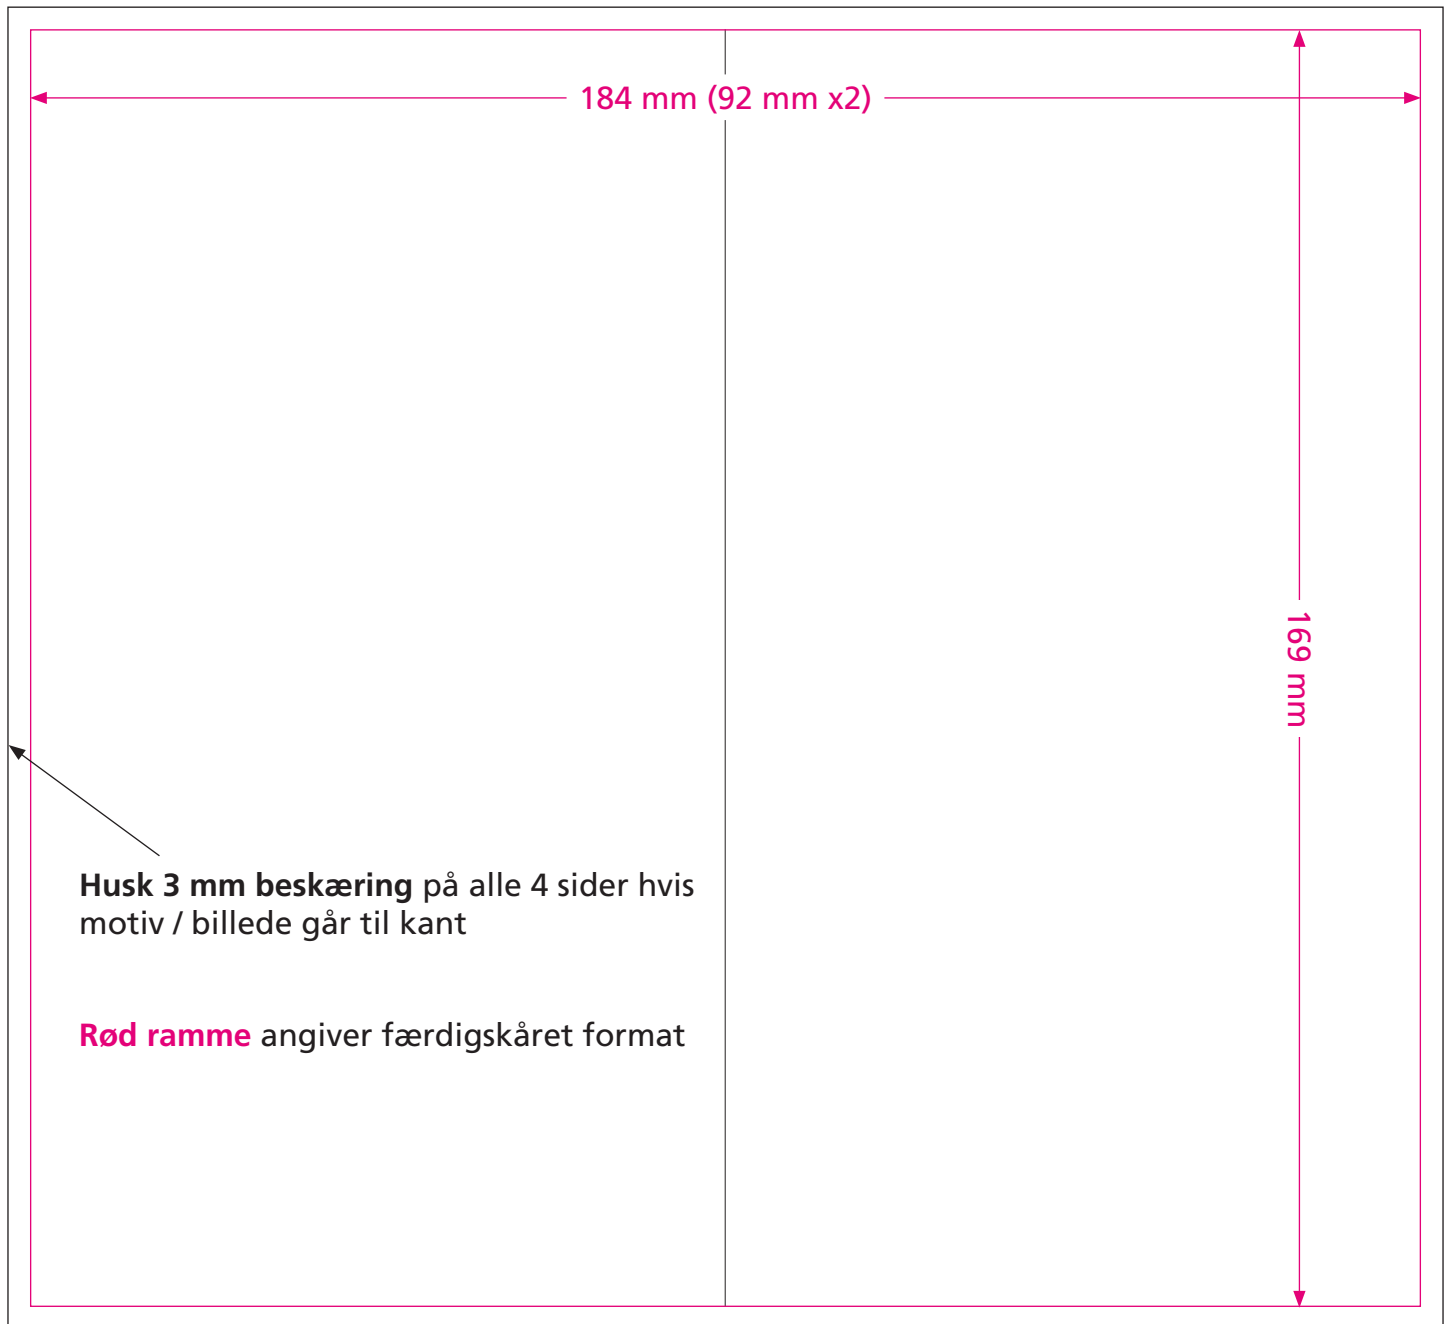 184 mm (92 mm x2)
169 mm
Husk 3 mm beskæring på alle 4 sider hvis
motiv / billede går til kant
Rød ramme angiver færdigskåret format